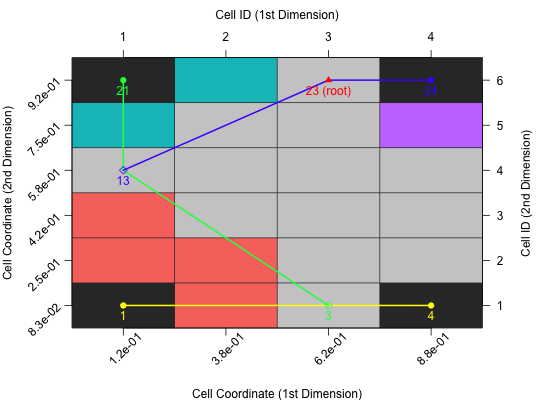 Cell ID (1st Dimension)
1 2 3 4
9.2e-01 21 23 (root) 24 6
7.5e-01 5
5.8e-01 13 4
4.2e-01 3
2.5e-01 2
8.3e-02 1 3 4 1
Cell Coordinate (2nd Dimension)
Cell ID (2nd Dimension)
1.2e-01 3.8e-01 6.2e-01 8.8e-01
Cell Coordinate (1st Dimension)